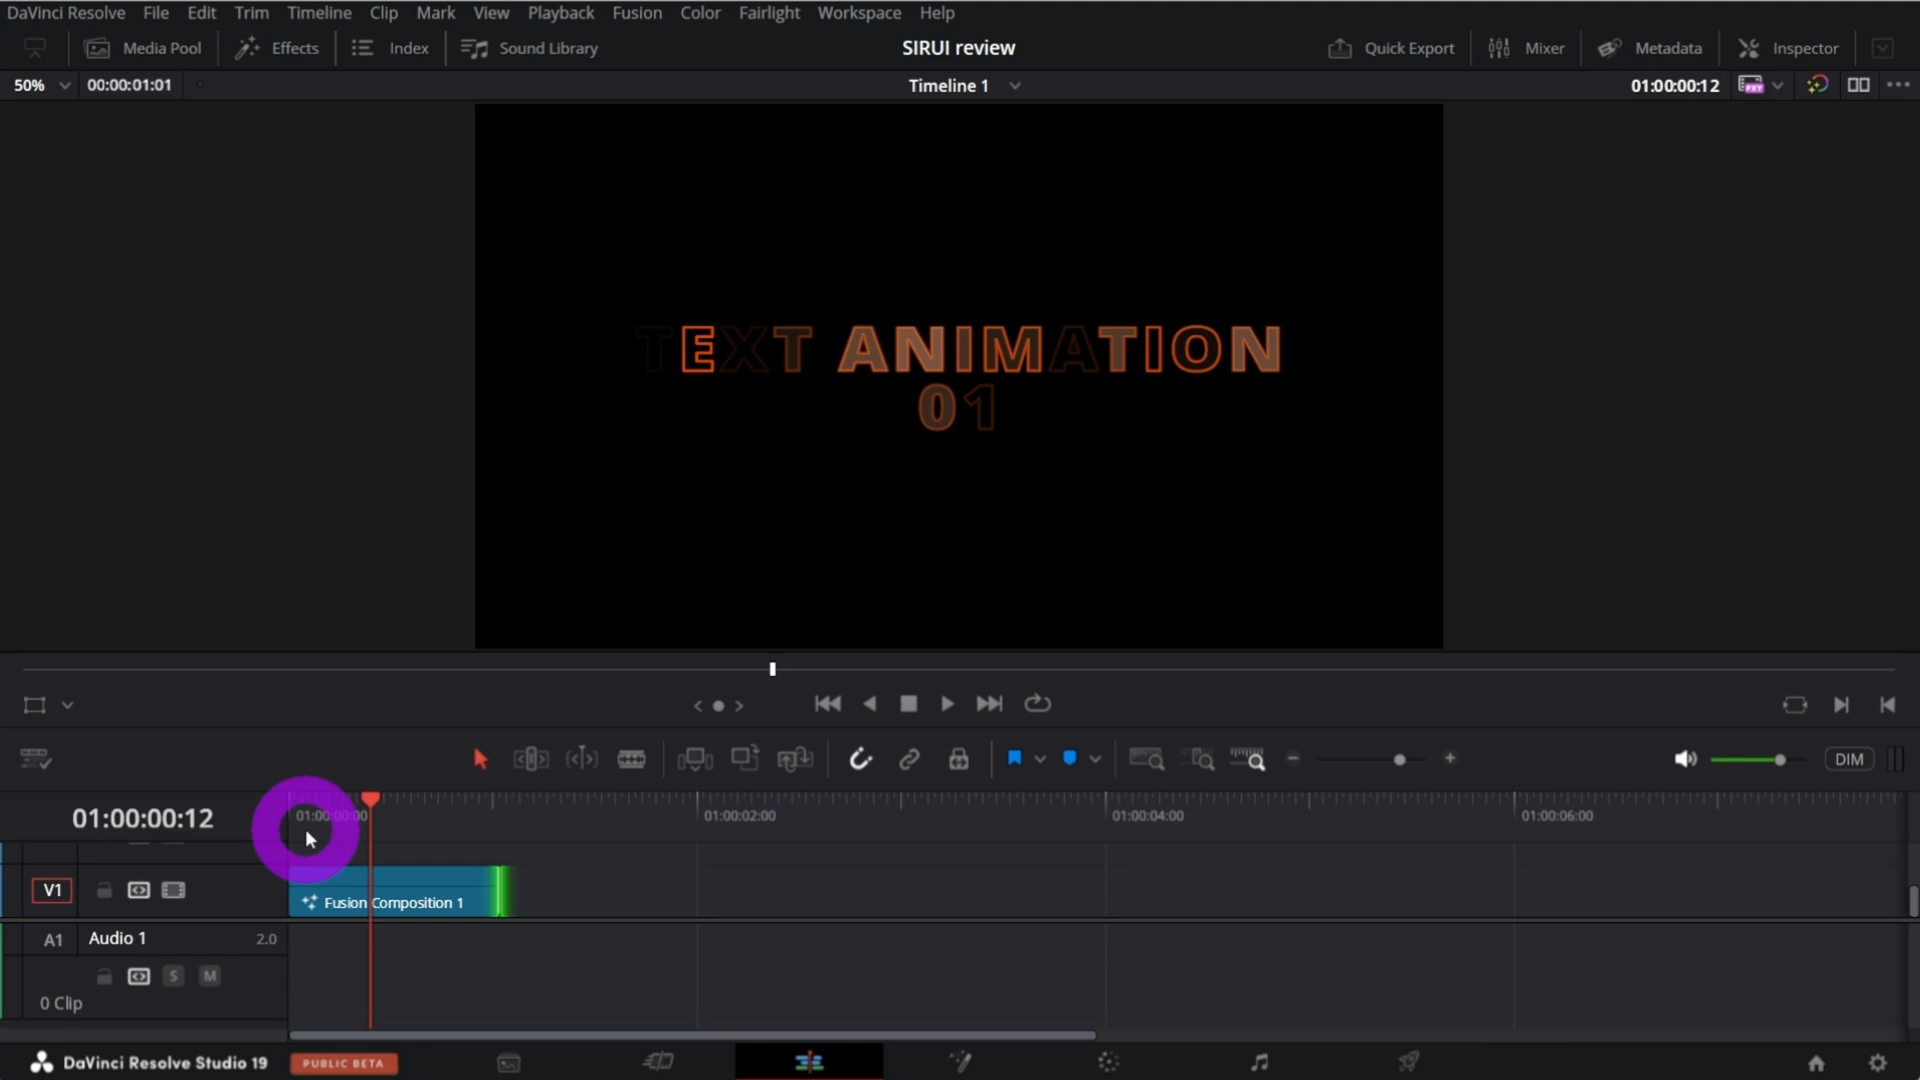 DaVinci Resolve File Edit Trim Timeline Clip Mark View Playback Fusion Color Fairlight Workspace Help
Media Pool Effects Index Sound Library SIRUI review Quick Export Mixer Metadata Inspector
50% 00:00:01:01 Timeline 1 01:00:00:12 PXY
TEXT ANIMATION
01
DIM
01:00:00:12 01:00:00:00 01:00:02:00 01:00:04:00 01:00:06:00
V1 Fusion Composition 1
A1 Audio 1 2.0
S M
0 Clip
DaVinci Resolve Studio 19 PUBLIC BETA